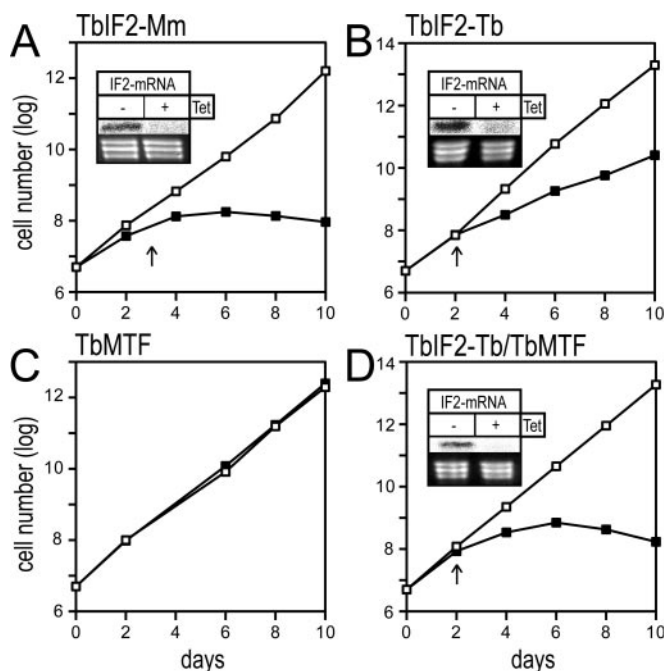 A TbIF2-Mm
IF2-mRNA
- + Tet
cell number (log)
12
10
8
6
0 2 4 6 8 10
B TbIF2-Tb
IF2-mRNA
- + Tet
14
12
10
8
6
0 2 4 6 8 10
C TbMTF
cell number (log)
12
10
8
6
0 2 4 6 8 10
days
D TbIF2-Tb/TbMTF
IF2-mRNA
- + Tet
14
12
10
8
6
0 2 4 6 8 10
days